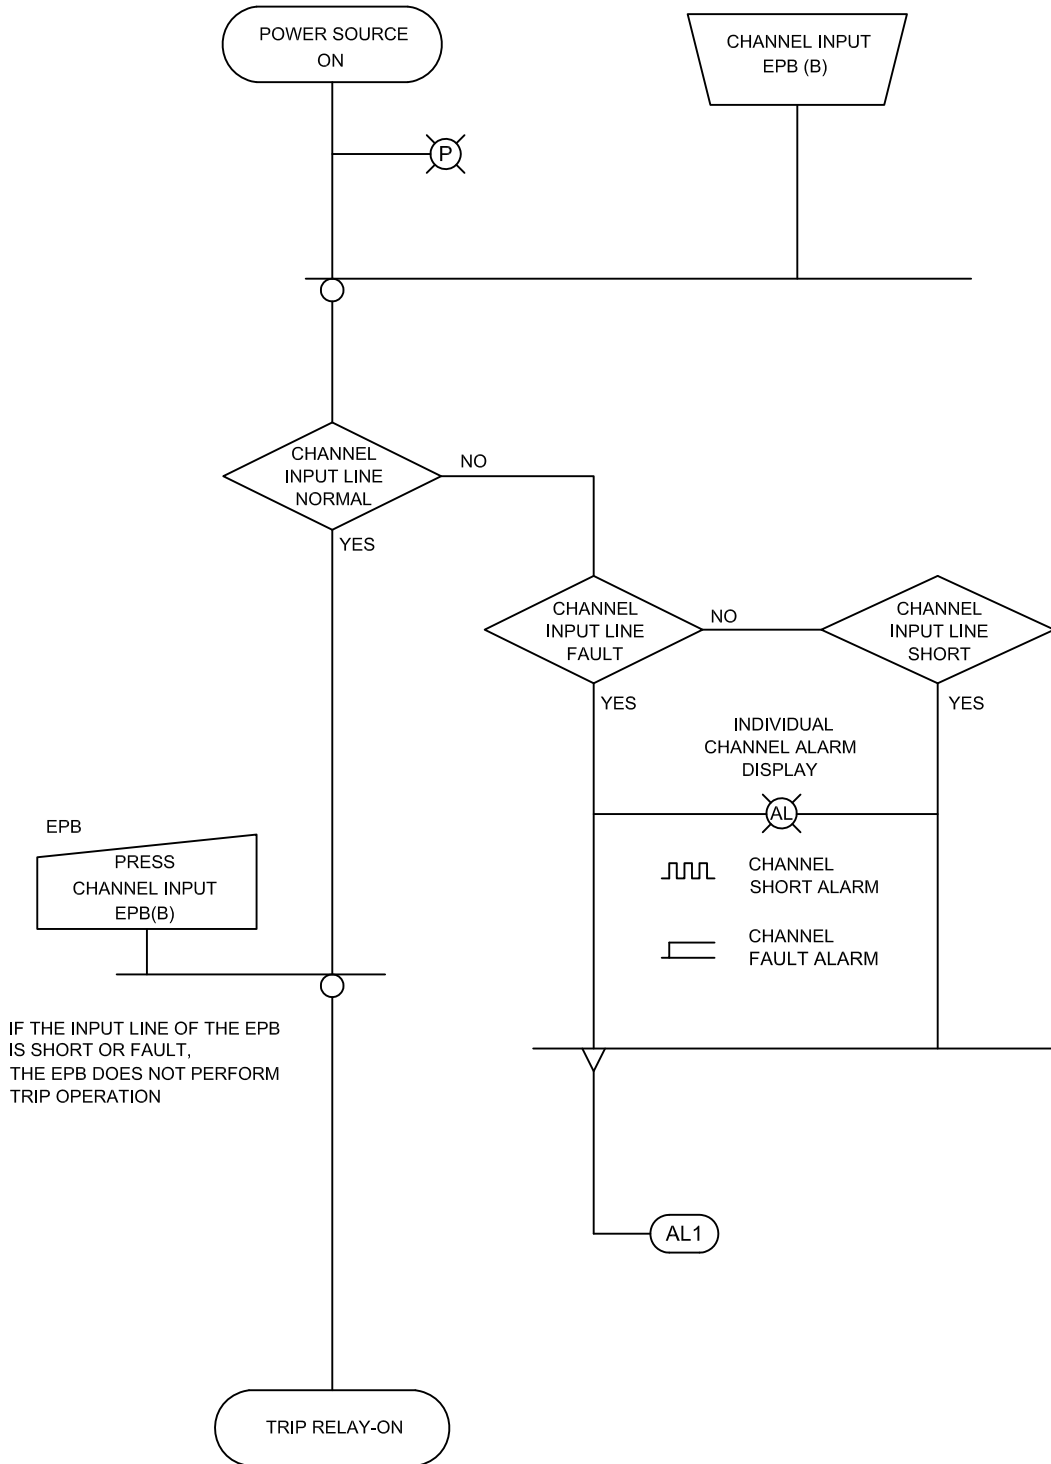 POWER SOURCE
ON
CHANNEL INPUT
EPB (B)
P
CHANNEL
INPUT LINE
NORMAL
NO
YES
CHANNEL
INPUT LINE
FAULT
NO
YES
CHANNEL
INPUT LINE
SHORT
YES
INDIVIDUAL
CHANNEL ALARM
DISPLAY
AL
CHANNEL
SHORT ALARM
CHANNEL
FAULT ALARM
EPB
PRESS
CHANNEL INPUT
EPB(B)
IF THE INPUT LINE OF THE EPB
IS SHORT OR FAULT,
THE EPB DOES NOT PERFORM
TRIP OPERATION
AL1
TRIP RELAY-ON